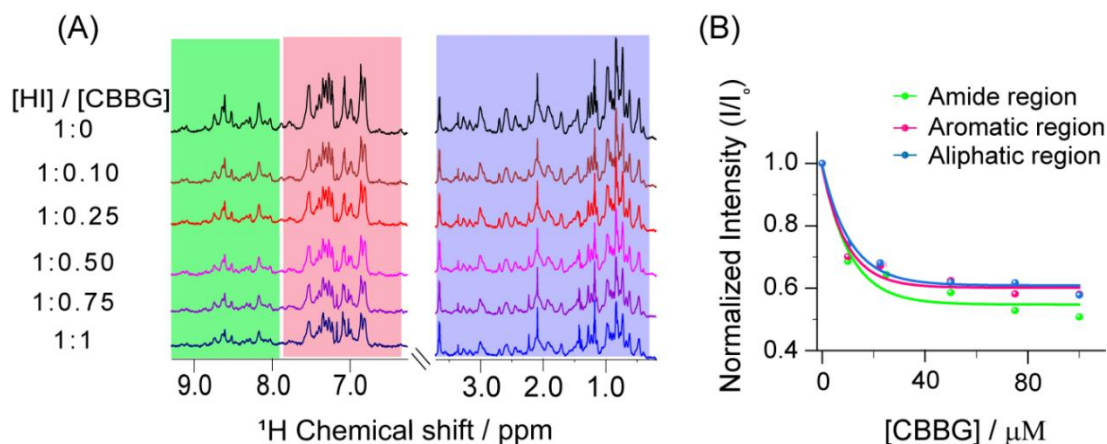 (A)
[HI] / [CBBG]
1:0
1:0.10
1:0.25
1:0.50
1:0.75
1:1
9.0 8.0 7.0 // 3.0 2.0 1.0
¹H Chemical shift / ppm
(B)
Amide region
Aromatic region
Aliphatic region
Normalized Intensity (I/Iₒ)
1.0
0.8
0.6
0.4
0 40 80
[CBBG] / μM